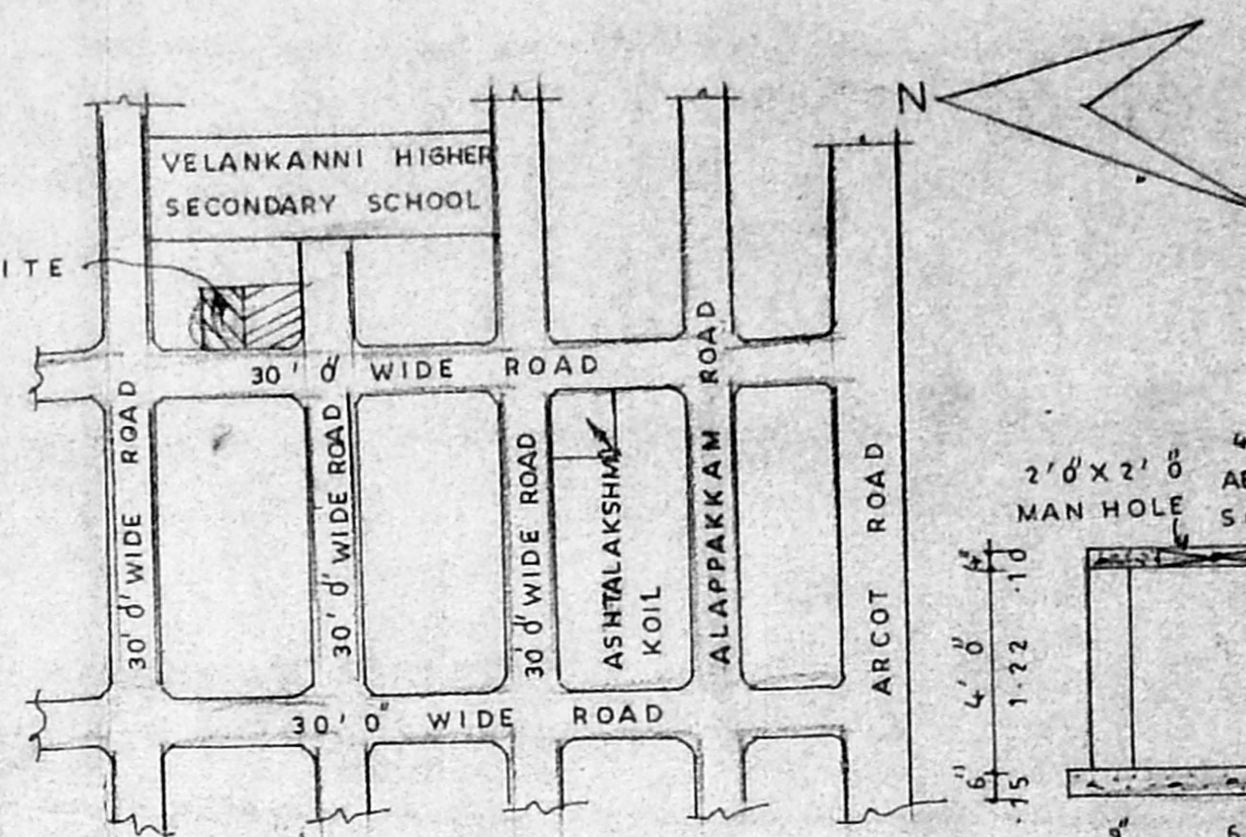 N
VELANKANNI HIGHER
SECONDARY SCHOOL
ITE
30' 0" WIDE ROAD
30' 0" WIDE ROAD
30' 0" WIDE ROAD
30' 0" WIDE ROAD
ASHTALAKSHMI
KOIL
ALAPPAKKAM ROAD
ARCOT ROAD
30' 0" WIDE ROAD
2' 0" X 2' 0"
MAN HOLE
4"
.10
4' 0"
1.22
6"
.15
9"